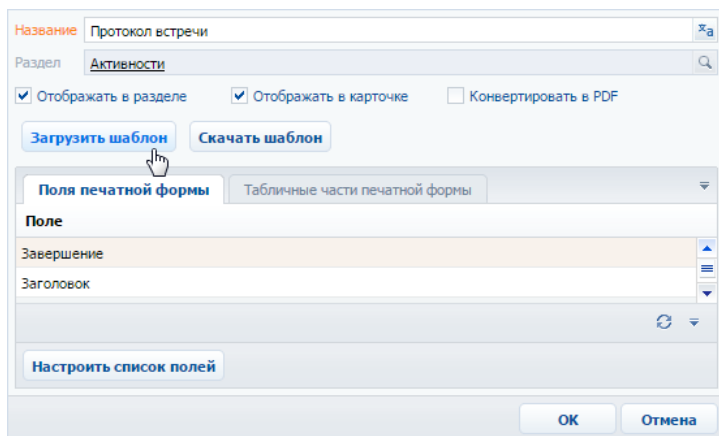 Название Протокол встречи
Раздел Активности
Отображать в разделе Отображать в карточке Конвертировать в PDF
Загрузить шаблон Скачать шаблон
Поля печатной формы Табличные части печатной формы
Поле
Завершение
Заголовок
Настроить список полей
ОК Отмена